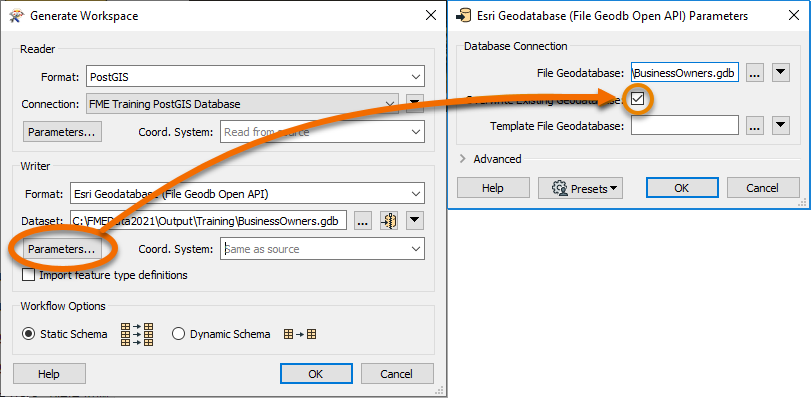 Generate Workspace
Reader
Format: PostGIS
Connection: FME Training PostGIS Database
Parameters... Coord. System: Read from source
Writer
Format: Esri Geodatabase (File Geodb Open API)
Dataset: C:\FMEData2021\Output\Training\BusinessOwners.gdb ...
Parameters... Coord. System: Same as source
Import feature type definitions
Workflow Options
Static Schema Dynamic Schema
Help OK Cancel
Esri Geodatabase (File Geodb Open API) Parameters
Database Connection
File Geodatabase: \BusinessOwners.gdb ...
Overwrite Existing Geodatabase:
Template File Geodatabase: ...
Advanced
Help Presets OK Cancel